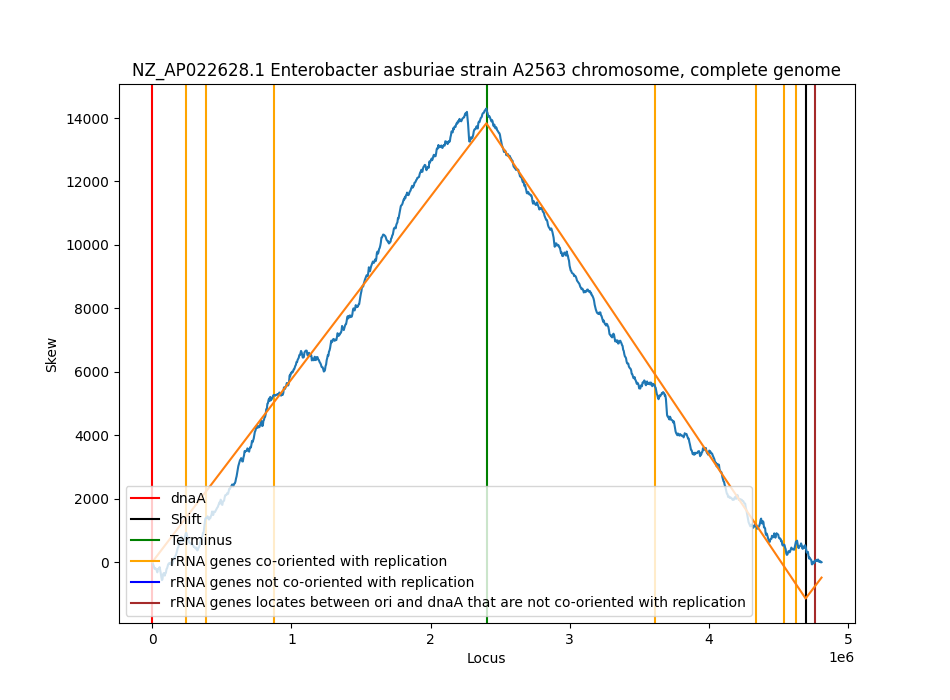 NZ_AP022628.1 Enterobacter asburiae strain A2563 chromosome, complete genome
Skew
14000
12000
10000
8000
6000
4000
2000
0
dnaA
Shift
Terminus
rRNA genes co-oriented with replication
rRNA genes not co-oriented with replication
rRNA genes locates between ori and dnaA that are not co-oriented with replication
0 1 2 3 4 5
1e6
Locus